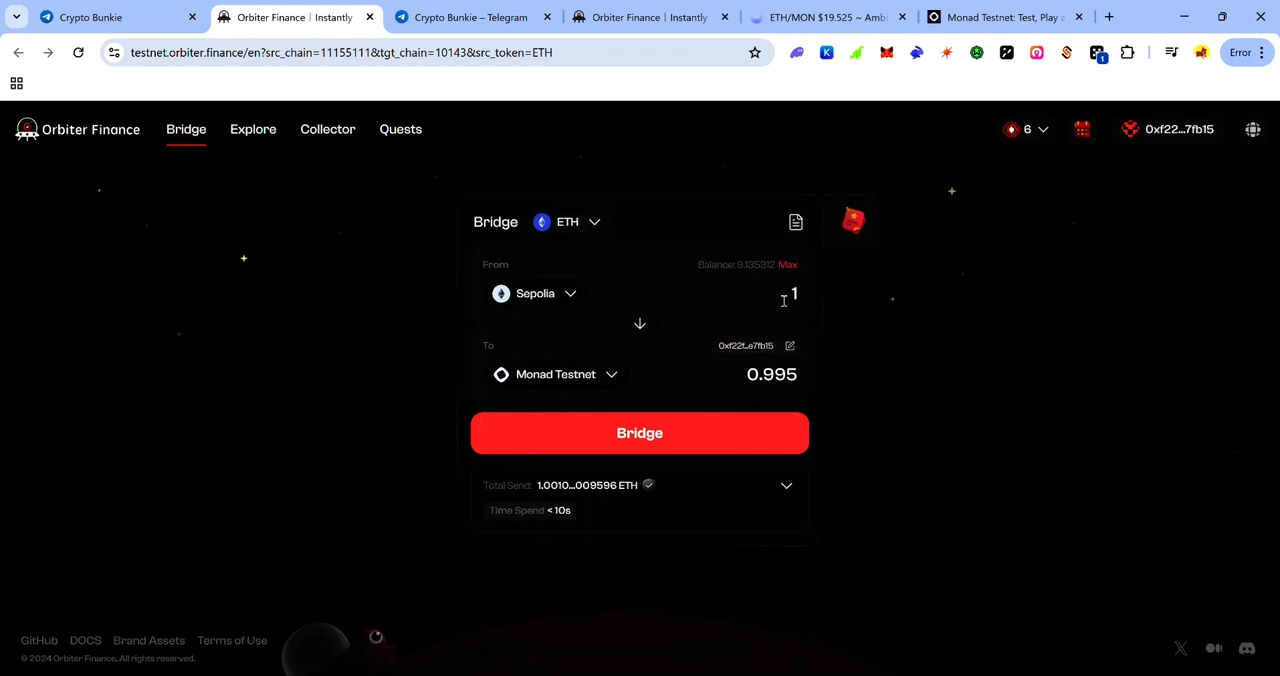 Crypto Bunkie
Orbiter Finance | Instantly
Crypto Bunkie – Telegram
Orbiter Finance | Instantly
ETH/MON $19.525 ~ Ambi
Monad Testnet: Test, Play a
testnet.orbiter.finance/en?src_chain=11155111&tgt_chain=10143&src_token=ETH
1
Error
Orbiter Finance
Bridge
Explore
Collector
Quests
6
0xf22...7fb15
Bridge
ETH
From
Balance: 9.135312 Max
Sepolia
1
To
0xf22f...e7fb15
Monad Testnet
0.995
Bridge
Total Send: 1.0010...009596 ETH
Time Spend < 10s
GitHub DOCS Brand Assets Terms of Use
© 2024 Orbiter Finance, All rights reserved.